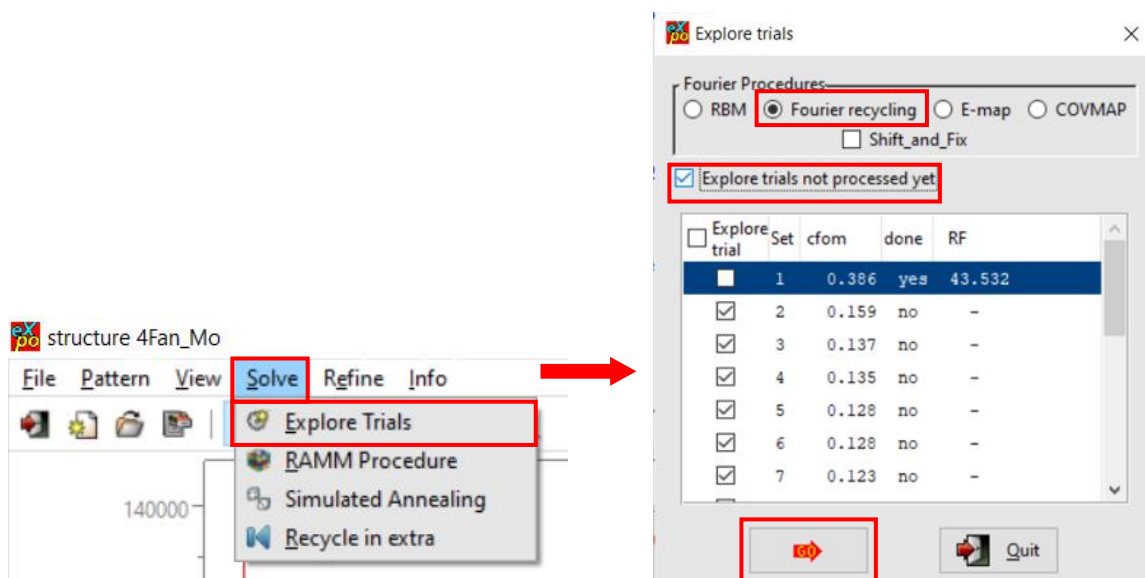 structure 4Fan_Mo
File Pattern View Solve Refine Info
Explore Trials
RAMM Procedure
Simulated Annealing
Recycle in extra
140000
Explore trials
Fourier Procedures
RBM Fourier recycling E-map COVMAP
Shift_and_Fix
Explore trials not processed yet
Explore trial Set cfom done RF
1 0.386 yes 43.532
2 0.159 no -
3 0.137 no -
4 0.135 no -
5 0.128 no -
6 0.128 no -
7 0.123 no -
GO Quit